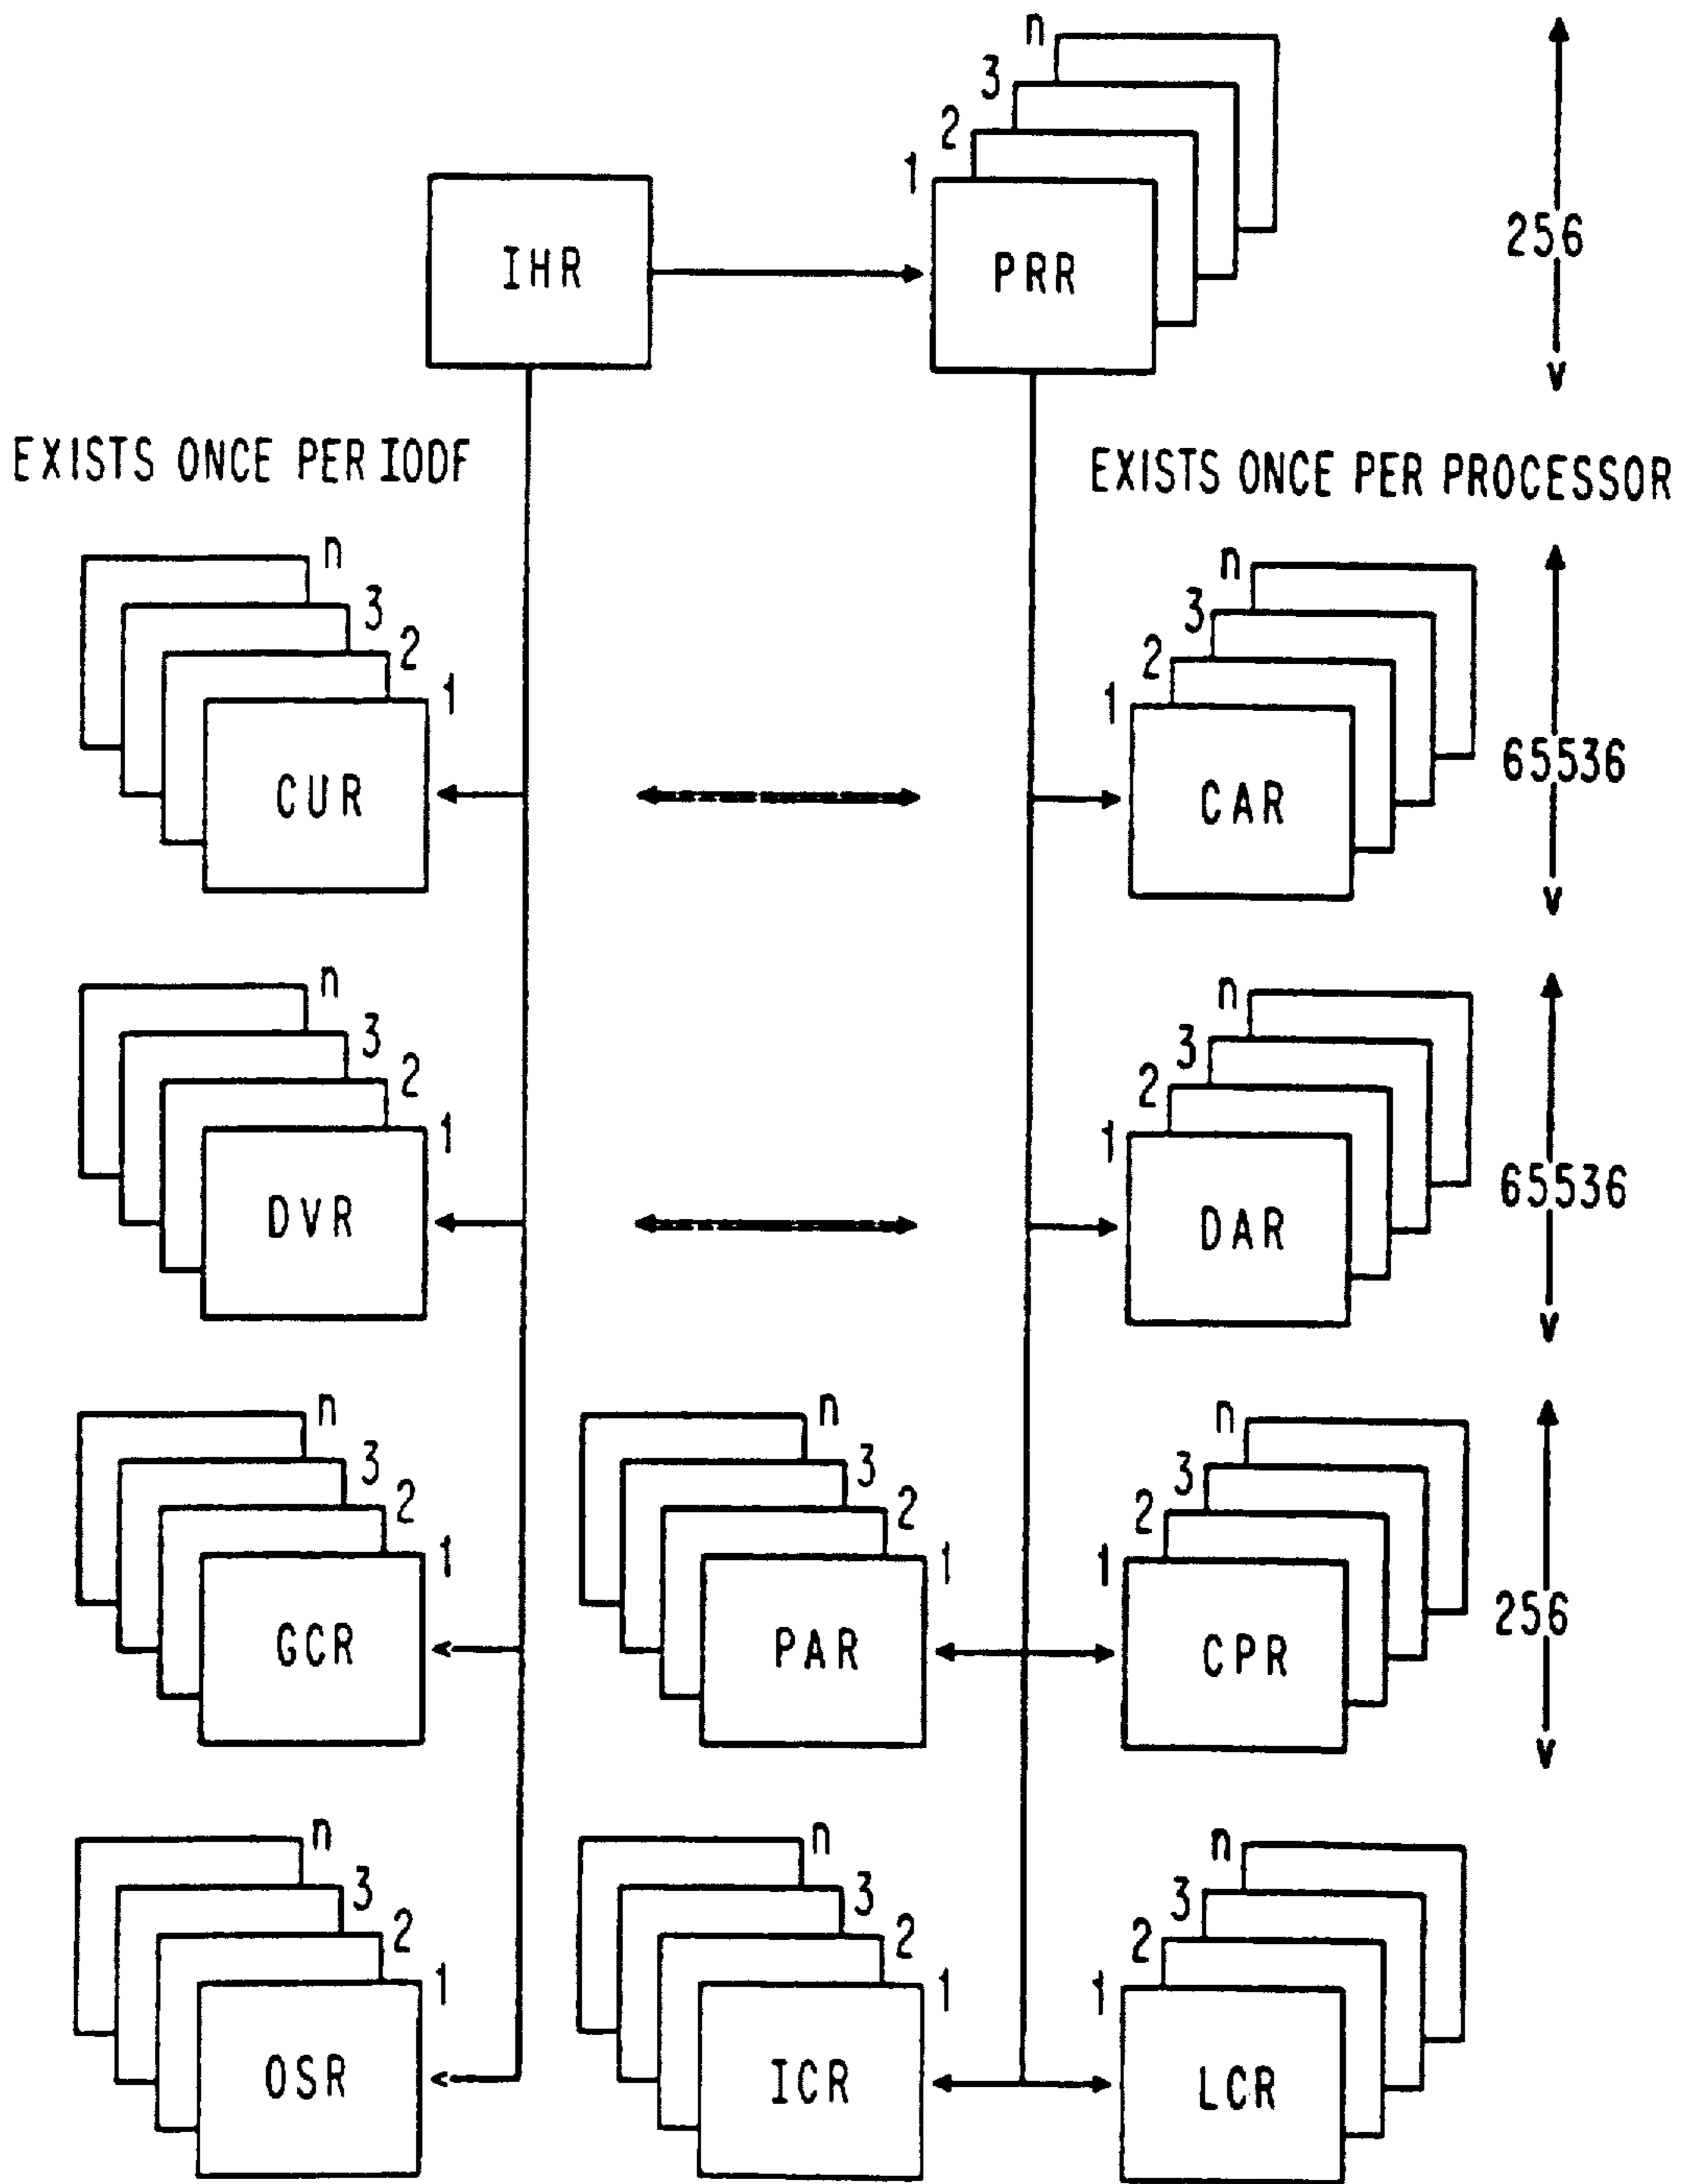 n
3
2
1
IHR
PRR
256
EXISTS ONCE PER IODF
EXISTS ONCE PER PROCESSOR
n
3
2
1
CUR
n
3
2
1
CAR
65536
n
3
2
1
DVR
n
3
2
1
DAR
65536
n
3
2
1
GCR
n
3
2
1
PAR
n
3
2
1
CPR
256
n
3
2
1
OSR
n
3
2
1
ICR
n
3
2
1
LCR